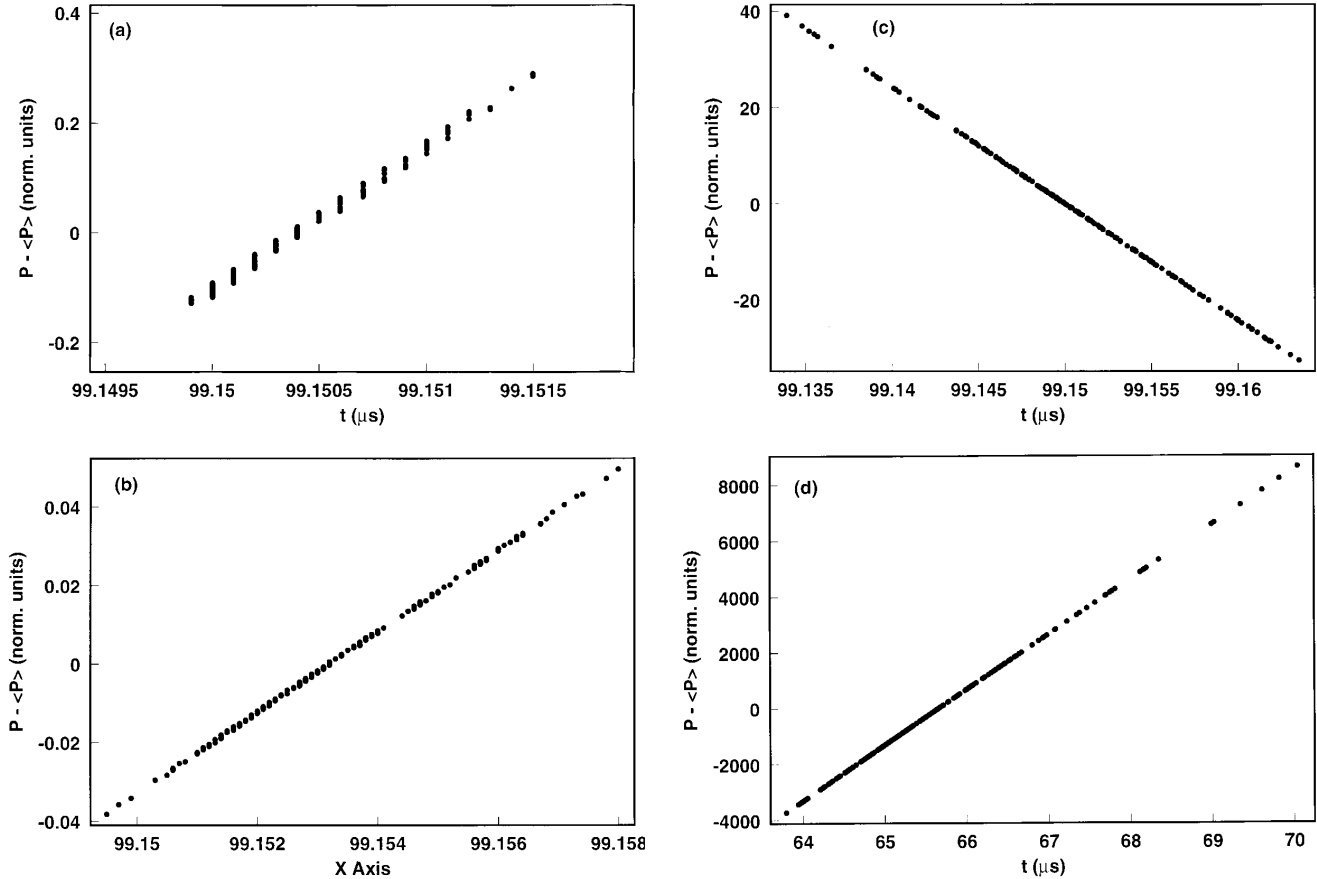 (a)
P - <P> (norm. units)
0.4
0.2
0
-0.2
99.1495 99.15 99.1505 99.151 99.1515
t (μs)
(c)
P - <P> (norm. units)
40
20
0
-20
99.135 99.14 99.145 99.15 99.155 99.16
t (μs)
(b)
P - <P> (norm. units)
0.04
0.02
0
-0.02
-0.04
99.15 99.152 99.154 99.156 99.158
X Axis
(d)
P - <P> (norm. units)
8000
6000
4000
2000
0
-2000
-4000
64 65 66 67 68 69 70
t (μs)